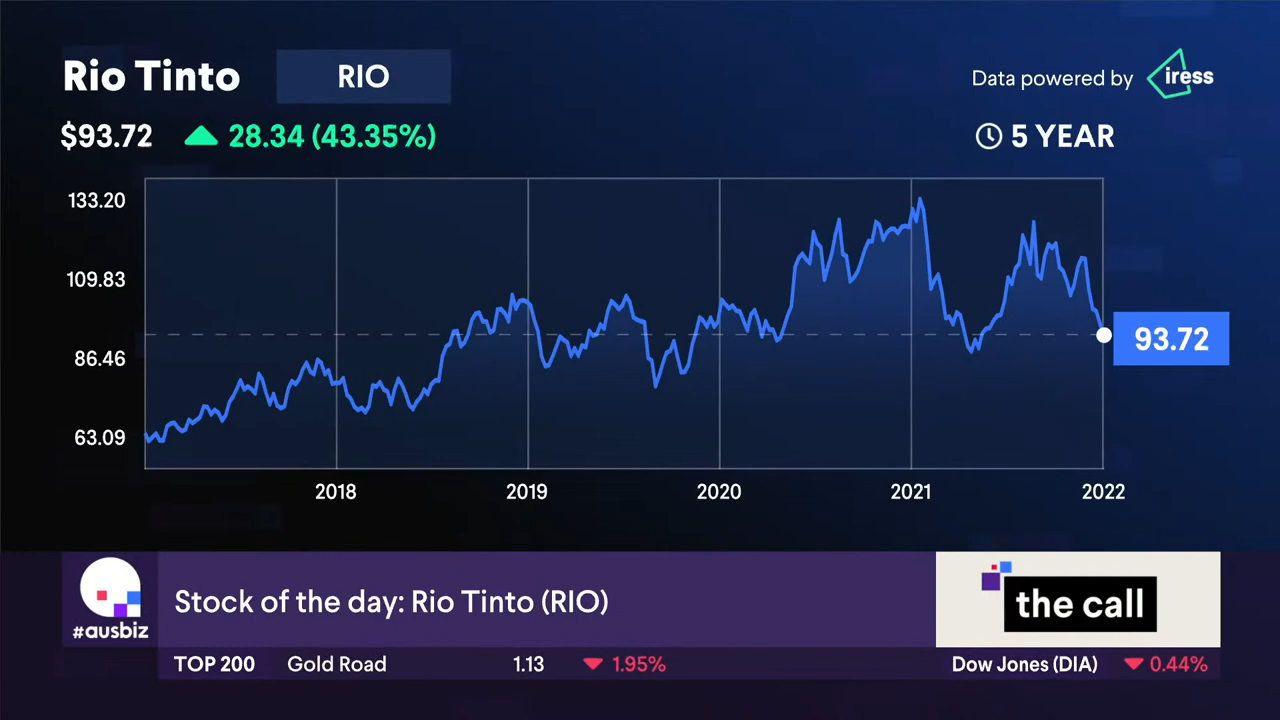 Rio Tinto RIO
Data powered by iress
$93.72 28.34 (43.35%)
5 YEAR
133.20
109.83
86.46
63.09
93.72
2018 2019 2020 2021 2022
#ausbiz
Stock of the day: Rio Tinto (RIO)
the call
TOP 200 Gold Road 1.13 1.95% Dow Jones (DIA) 0.44%